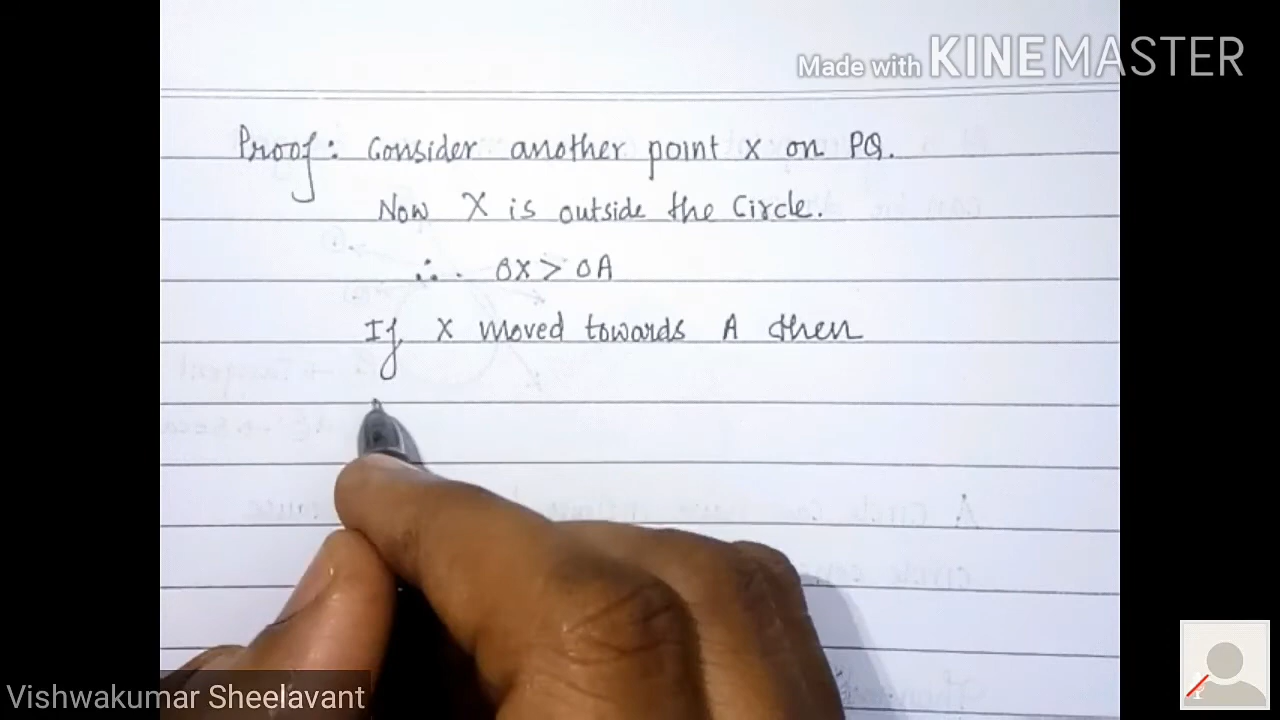 Made with KINEMASTER
Proof: Consider another point X on PQ.
Now X is outside the Circle.
∴ OX > OA
If X moved towards A then
Vishwakumar Sheelavant